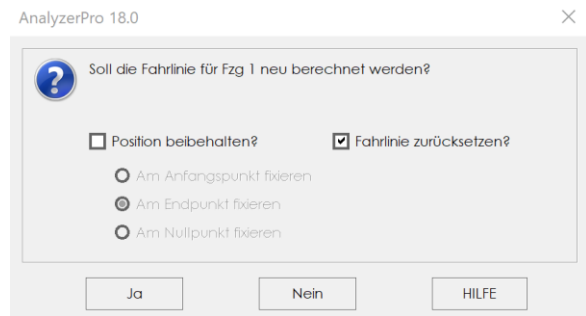 AnalyzerPro 18.0
Soll die Fahrlinie für Fzg 1 neu berechnet werden?
Position beibehalten? Fahrlinie zurücksetzen?
Am Anfangspunkt fixieren
Am Endpunkt fixieren
Am Nullpunkt fixieren
Ja Nein HILFE